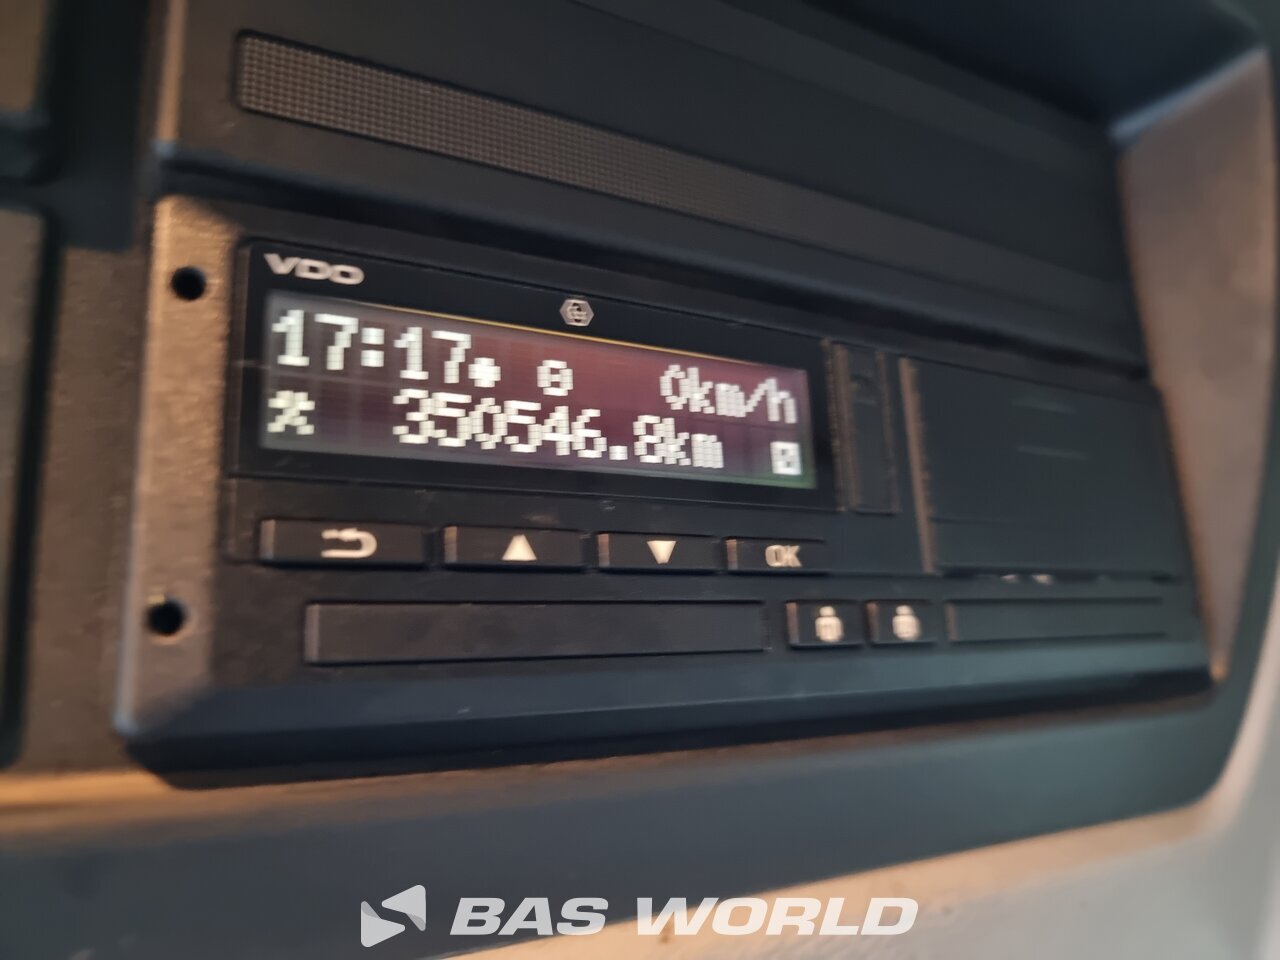 VDO
17:17 0km/h
350546.8km
OK
BAS WORLD